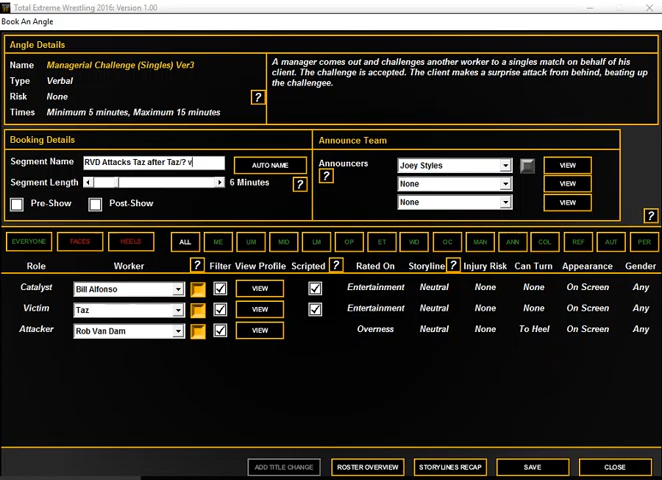 Total Extreme Wrestling 2016: Version 1.00
Book An Angle
Angle Details
Name Managerial Challenge (Singles) Ver3
Type Verbal
Risk None
Times Minimum 5 minutes, Maximum 15 minutes
?
A manager comes out and challenges another worker to a singles match on behalf of his
client. The challenge is accepted. The client makes a surprise attack from behind, beating up
the challengee.
Booking Details
Segment Name RVD Attacks Taz after Taz/? v AUTO NAME
Segment Length 6 Minutes ?
Pre-Show Post-Show
Announce Team
Announcers Joey Styles VIEW
? None VIEW
None VIEW
?
EVERYONE FACES HEELS ALL ME UM MID LM OP ET WD OC MAN ANN COL REF AUT PER
Role Worker ? Filter View Profile Scripted ? Rated On Storyline ? Injury Risk Can Turn Appearance Gender
Catalyst Bill Alfonso VIEW Entertainment Neutral None None On Screen Any
Victim Taz VIEW Entertainment Neutral None None On Screen Any
Attacker Rob Van Dam VIEW Overness Neutral None To Heel On Screen Any
ADD TITLE CHANGE ROSTER OVERVIEW STORYLINES RECAP SAVE CLOSE